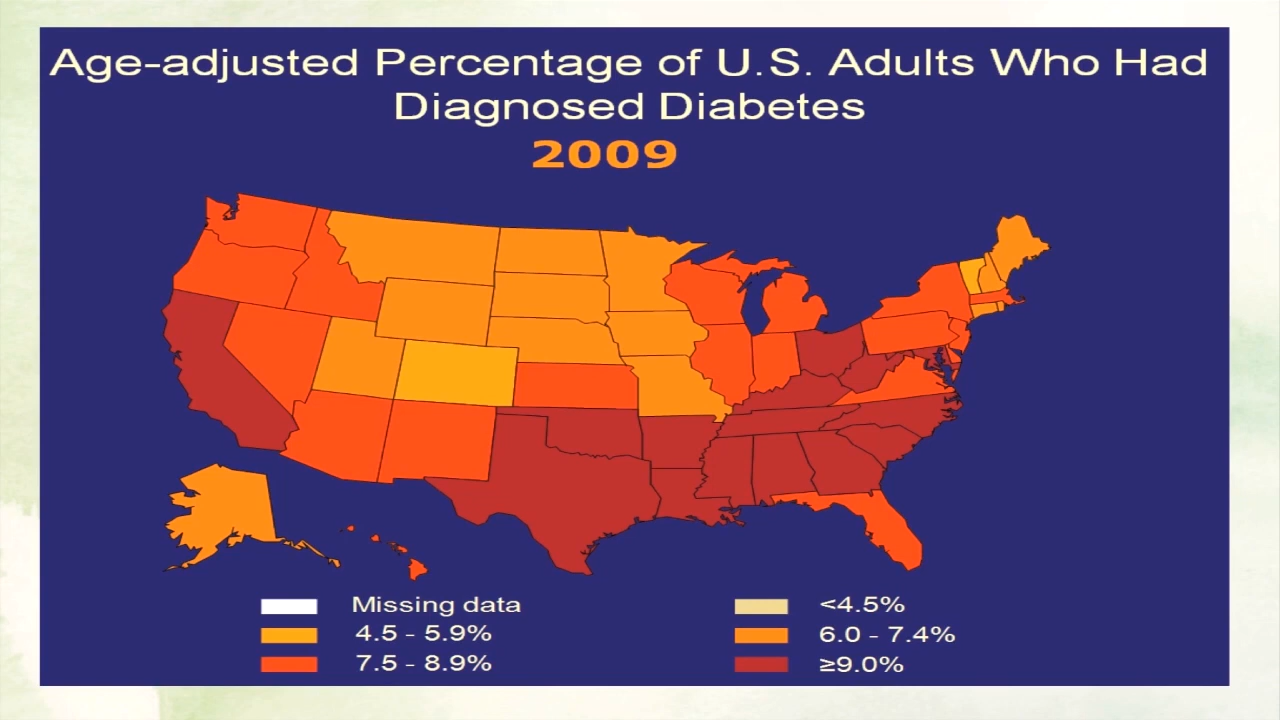 Age-adjusted Percentage of U.S. Adults Who Had
Diagnosed Diabetes
2009
Missing data
<4.5%
4.5 - 5.9%
6.0 - 7.4%
7.5 - 8.9%
≥9.0%